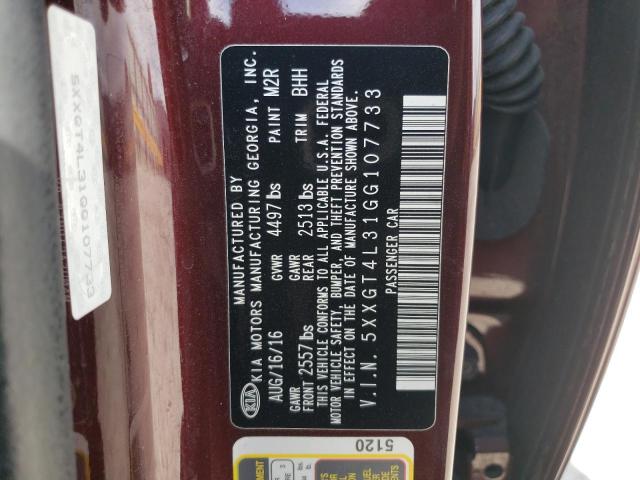 MANUFACTURED BY
KIA KIA MOTORS MANUFACTURING GEORGIA, INC.
AUG/16/16 GVWR 4497 lbs PAINT M2R
GAWR FRONT 2557 lbs GAWR REAR 2513 lbs TRIM BHH
THIS VEHICLE CONFORMS TO ALL APPLICABLE U.S.A. FEDERAL
MOTOR VEHICLE SAFETY, BUMPER, AND THEFT PREVENTION STANDARDS
IN EFFECT ON THE DATE OF MANUFACTURE SHOWN ABOVE.
V.I.N. 5XXGT4L31GG107733
PASSENGER CAR
5XXGT4L31GG107733
5120